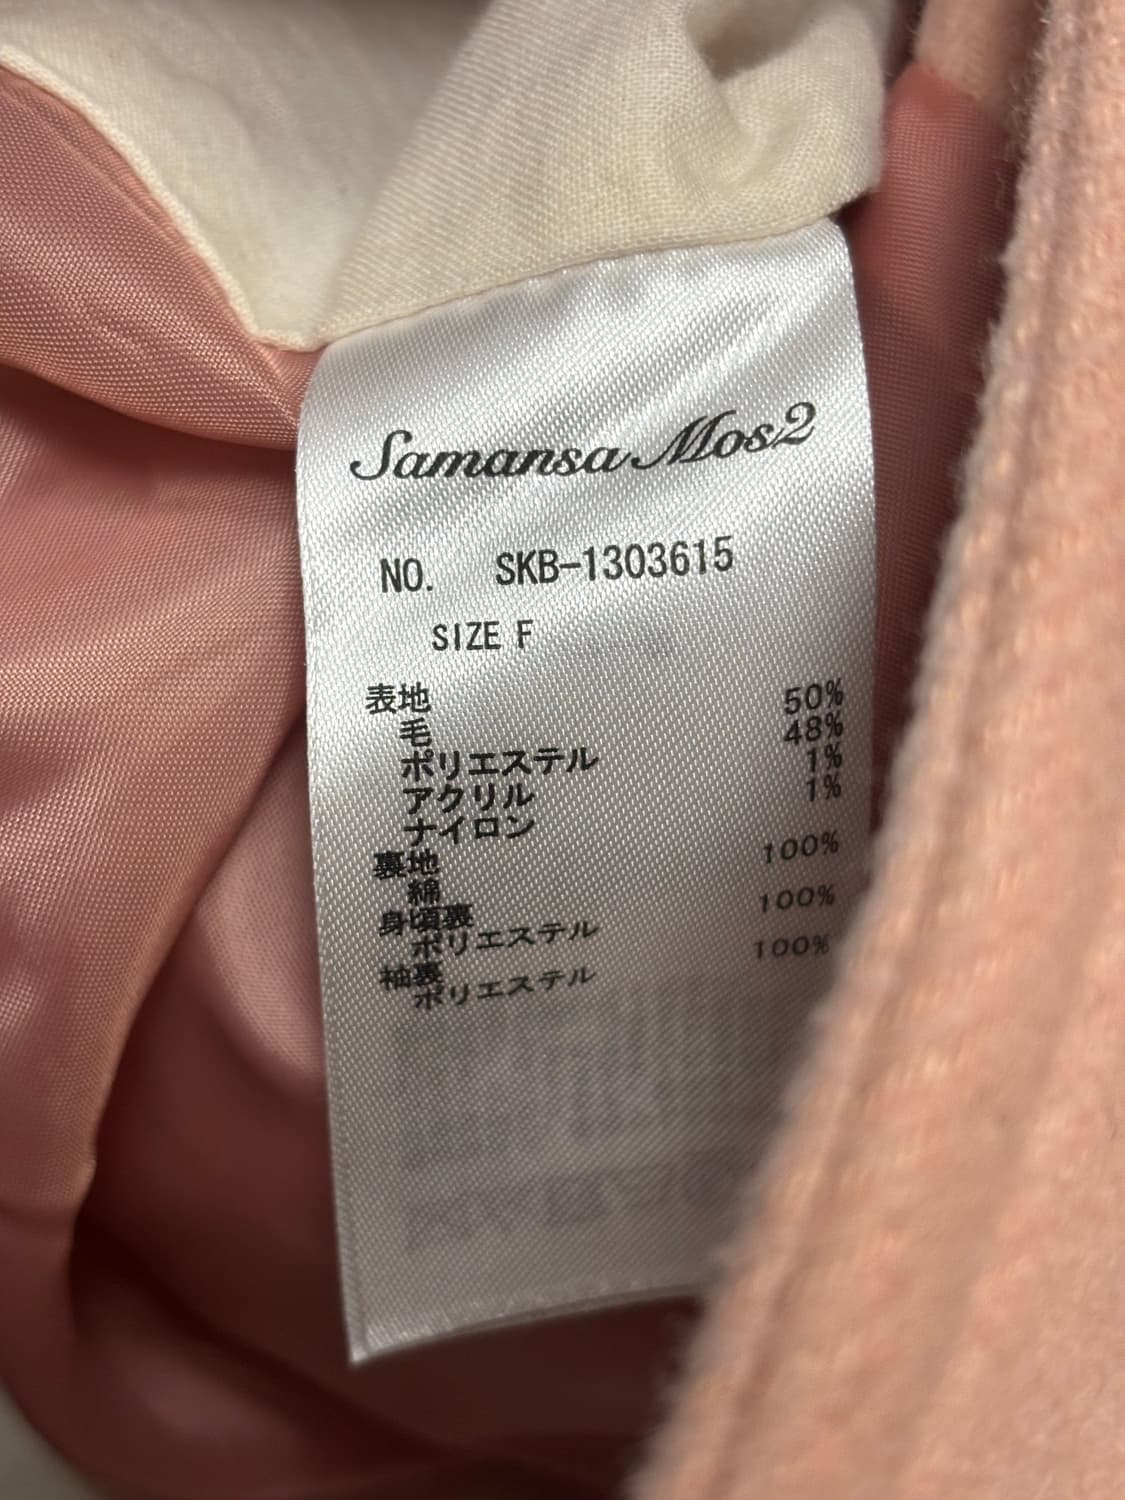 Samansa Mos2
NO. SKB-1303615
SIZE F
表地
毛 50%
ポリエステル 48%
アクリル 1%
ナイロン 1%
裏地
綿 100%
身頃裏
ポリエステル 100%
袖裏
ポリエステル 100%